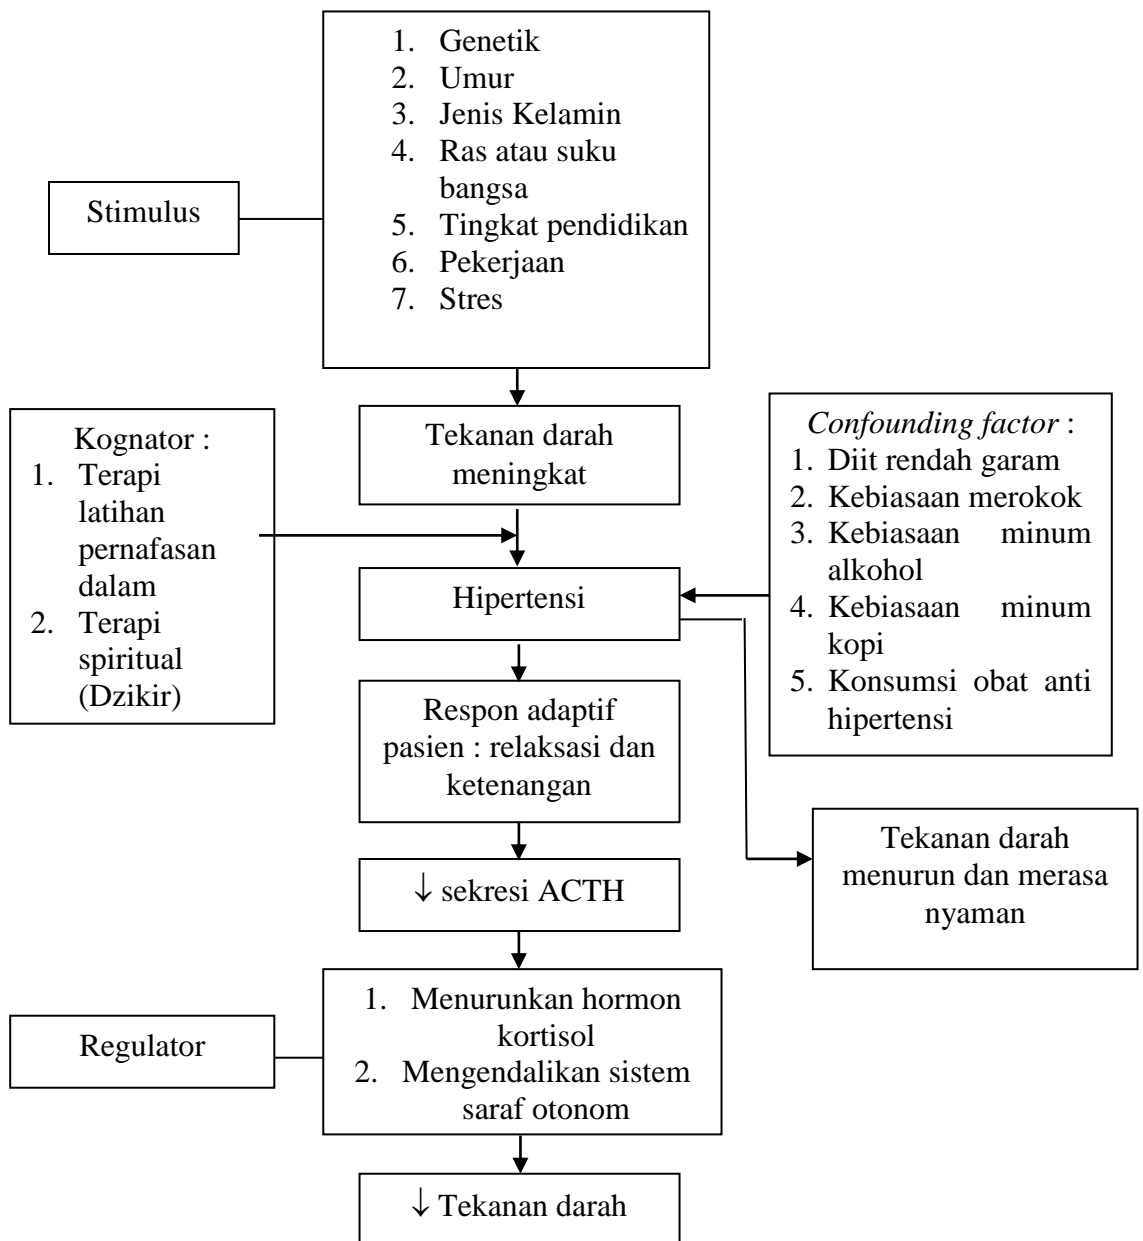 1. Genetik
2. Umur
3. Jenis Kelamin
4. Ras atau suku
bangsa
5. Tingkat pendidikan
6. Pekerjaan
7. Stres
Stimulus
Tekanan darah
meningkat
Kognator :
1. Terapi
latihan
pernafasan
dalam
2. Terapi
spiritual
(Dzikir)
Confounding factor :
1. Diit rendah garam
2. Kebiasaan merokok
3. Kebiasaan minum
alkohol
4. Kebiasaan minum
kopi
5. Konsumsi obat anti
hipertensi
Hipertensi
Respon adaptif
pasien : relaksasi dan
ketenangan
Tekanan darah
menurun dan merasa
nyaman
↓ sekresi ACTH
1. Menurunkan hormon
kortisol
2. Mengendalikan sistem
saraf otonom
Regulator
↓ Tekanan darah